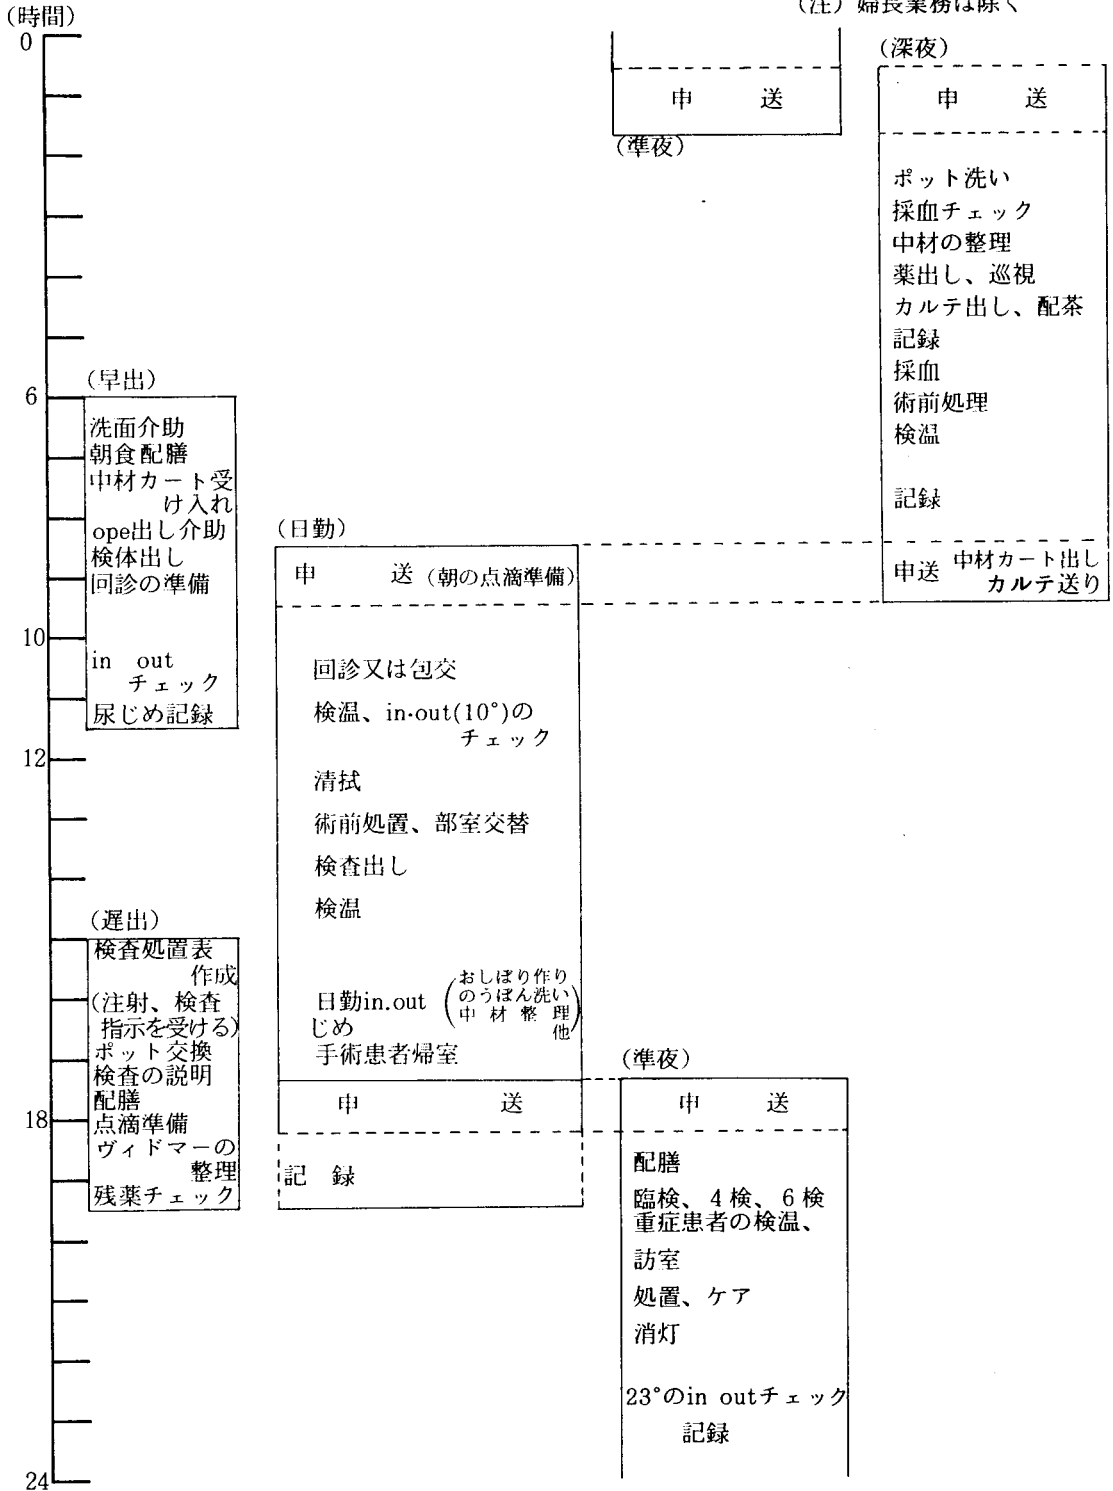 (注) 婦長業務は除く
(時間)
0
6
10
12
18
24
(準夜)
申 送
(深夜)
申 送
ポット洗い
採血チェック
中材の整理
薬出し、巡視
カルテ出し、配茶
記録
採血
術前処理
検温
記録
申送 中材カート出し
カルテ送り
(早出)
洗面介助
朝食配膳
中材カート受
け入れ
ope出し介助
検体出し
回診の準備
in out
チェック
尿じめ記録
(日勤)
申 送 (朝の点滴準備)
回診又は包交
検温、in·out(10°)の
チェック
清拭
術前処置、部室交替
検査出し
検温
日勤in.out
じめ
(おしぼり作り
のうぼん洗い
中材整理
他)
手術患者帰室
申 送
記 録
(遅出)
検査処置表
作成
(注射、検査
指示を受ける)
ポット交換
検査の説明
配膳
点滴準備
ヴィドマーの
整理
残薬チェック
(準夜)
申 送
配膳
臨検、4検、6検
重症患者の検温、
訪室
処置、ケア
消灯
23°のin outチェック
記録